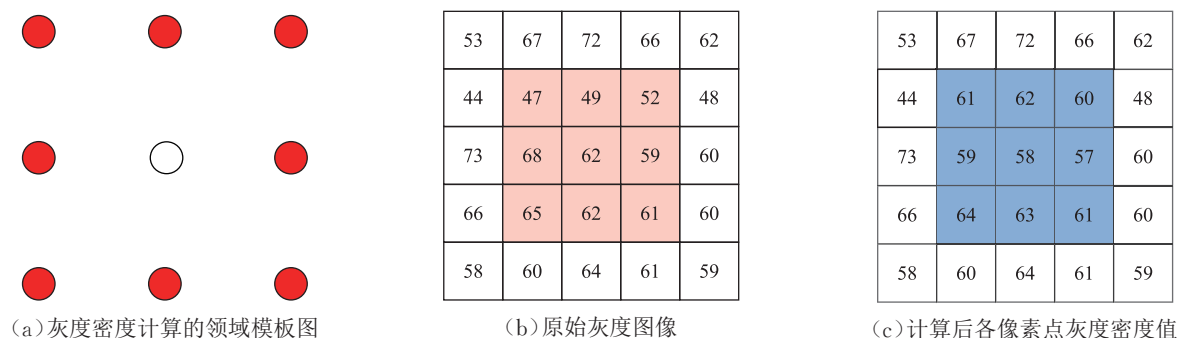 53 67 72 66 62
44 47 49 52 48
73 68 62 59 60
66 65 62 61 60
58 60 64 61 59
53 67 72 66 62
44 61 62 60 48
73 59 58 57 60
66 64 63 61 60
58 60 64 61 59
(a)灰度密度计算的领域模板图
(b)原始灰度图像
(c)计算后各像素点灰度密度值